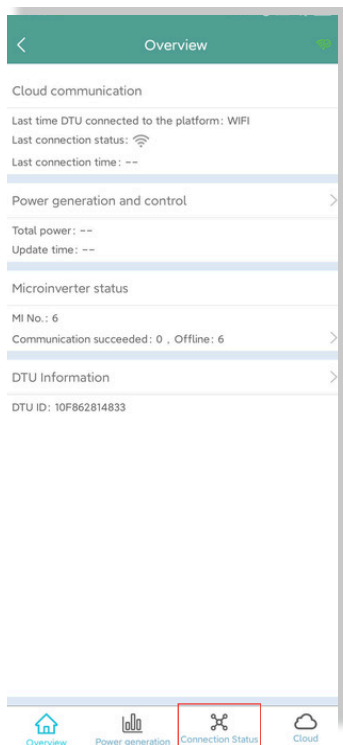 Overview
Cloud communication
Last time DTU connected to the platform: WIFI
Last connection status:
Last connection time: --
Power generation and control
Total power: --
Update time: --
Microinverter status
MI No.: 6
Communication succeeded: 0 , Offline: 6
DTU Information
DTU ID: 10F862814833
Overview
Power generation
Connection Status
Cloud